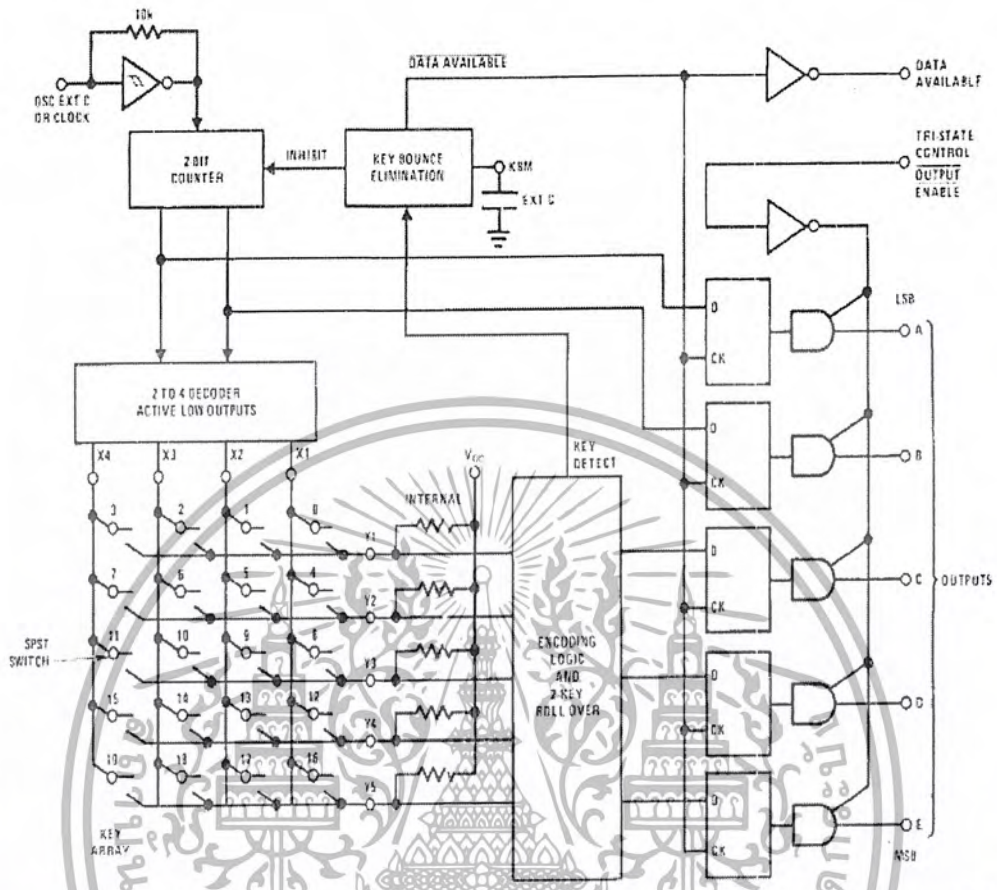 10k
OSC EXT C
OR CLOCK
2 BIT
COUNTER
INHIBIT
KEY BOUNCE
ELIMINATION
DATA AVAILABLE
KBM
EXT C
DATA
AVAILABLE
TRI-STATE
CONTROL
OUTPUT
ENABLE
2 TO 4 DECODER
ACTIVE LOW OUTPUTS
X4 X3 X2 X1
KEY
DETECT
VCC
INTERNAL
3 2 1 0
Y1
7 6 5 4
Y2
11 10 9 8
Y3
15 14 13 12
Y4
19 18 17 16
Y5
SPST
SWITCH
KEY
ARRAY
ENCODING
LOGIC
AND
2-KEY
ROLL OVER
D
CK
D
CK
D
CK
D
CK
D
CK
LSB
A
B
C
D
E
MSB
OUTPUTS